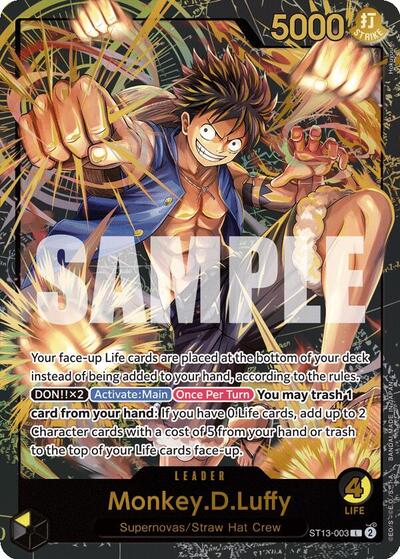 5000
打
STRIKE
SAMPLE
Your face-up Life cards are placed at the bottom of your deck
instead of being added to your hand, according to the rules.
DON!!×2 Activate:Main Once Per Turn You may trash 1
card from your hand: If you have 0 Life cards, add up to 2
Character cards with a cost of 5 from your hand or trash
to the top of your Life cards face-up.
LEADER
Monkey.D.Luffy
Supernovas/Straw Hat Crew
4
LIFE
ST13-003 L 2